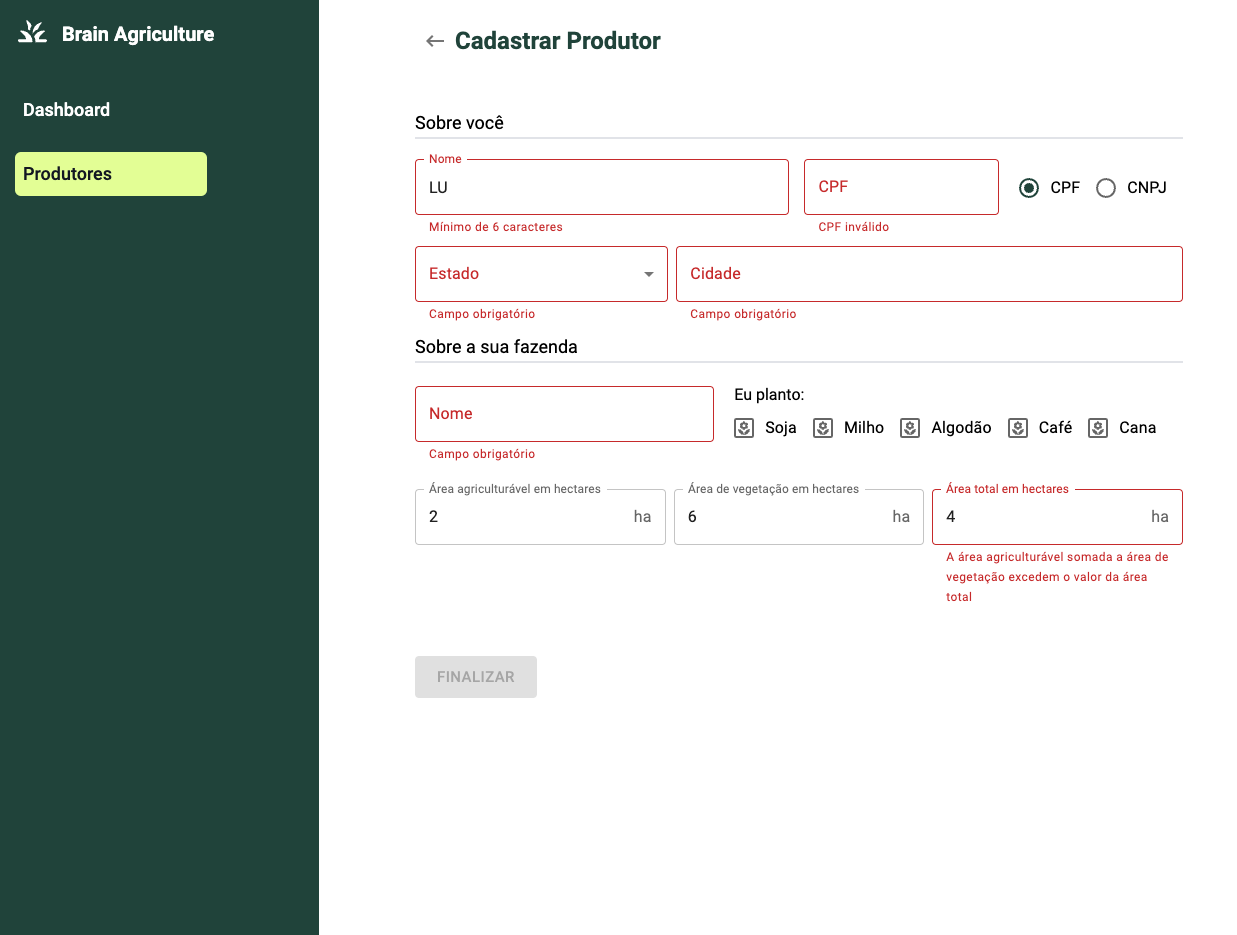 Brain Agriculture
Dashboard
Produtores
Cadastrar Produtor
Sobre você
Nome
LU
Mínimo de 6 caracteres
CPF
CPF inválido
CPF
CNPJ
Estado
Campo obrigatório
Cidade
Campo obrigatório
Sobre a sua fazenda
Nome
Campo obrigatório
Eu planto:
Soja
Milho
Algodão
Café
Cana
Área agriculturável em hectares
2 ha
Área de vegetação em hectares
6 ha
Área total em hectares
4 ha
A área agriculturável somada a área de
vegetação excedem o valor da área
total
FINALIZAR